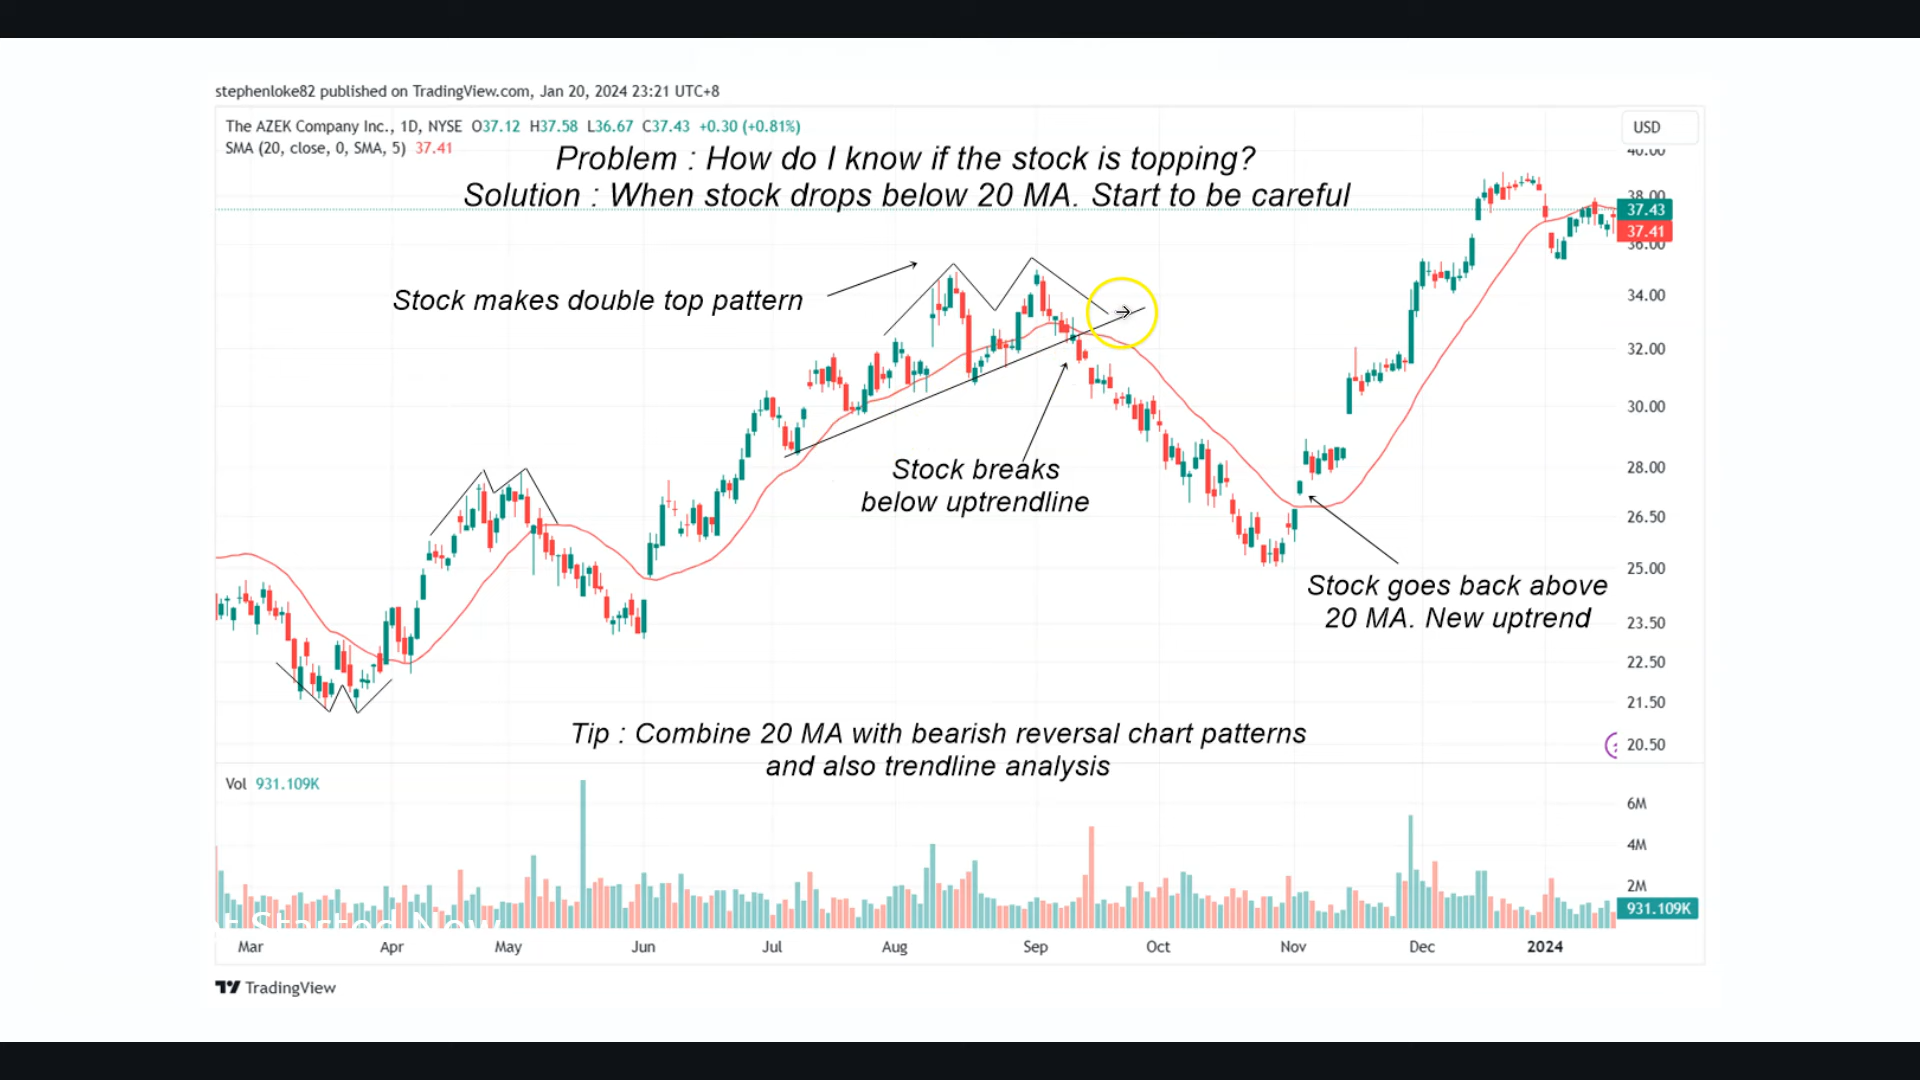 stephenloke82 published on TradingView.com, Jan 20, 2024 23:21 UTC+8
The AZEK Company Inc., 1D, NYSE O37.12 H37.58 L36.67 C37.43 +0.30 (+0.81%)
USD
SMA (20, close, 0, SMA, 5) 37.41
40.00
Problem : How do I know if the stock is topping?
Solution : When stock drops below 20 MA. Start to be careful
38.00
37.43
37.41
36.00
Stock makes double top pattern
34.00
32.00
30.00
Stock breaks
below uptrendline
28.00
26.50
25.00
Stock goes back above
20 MA. New uptrend
23.50
22.50
21.50
Tip : Combine 20 MA with bearish reversal chart patterns
and also trendline analysis
20.50
Vol 931.109K
6M
4M
2M
931.109K
Started Now
Mar Apr May Jun Jul Aug Sep Oct Nov Dec 2024
TradingView